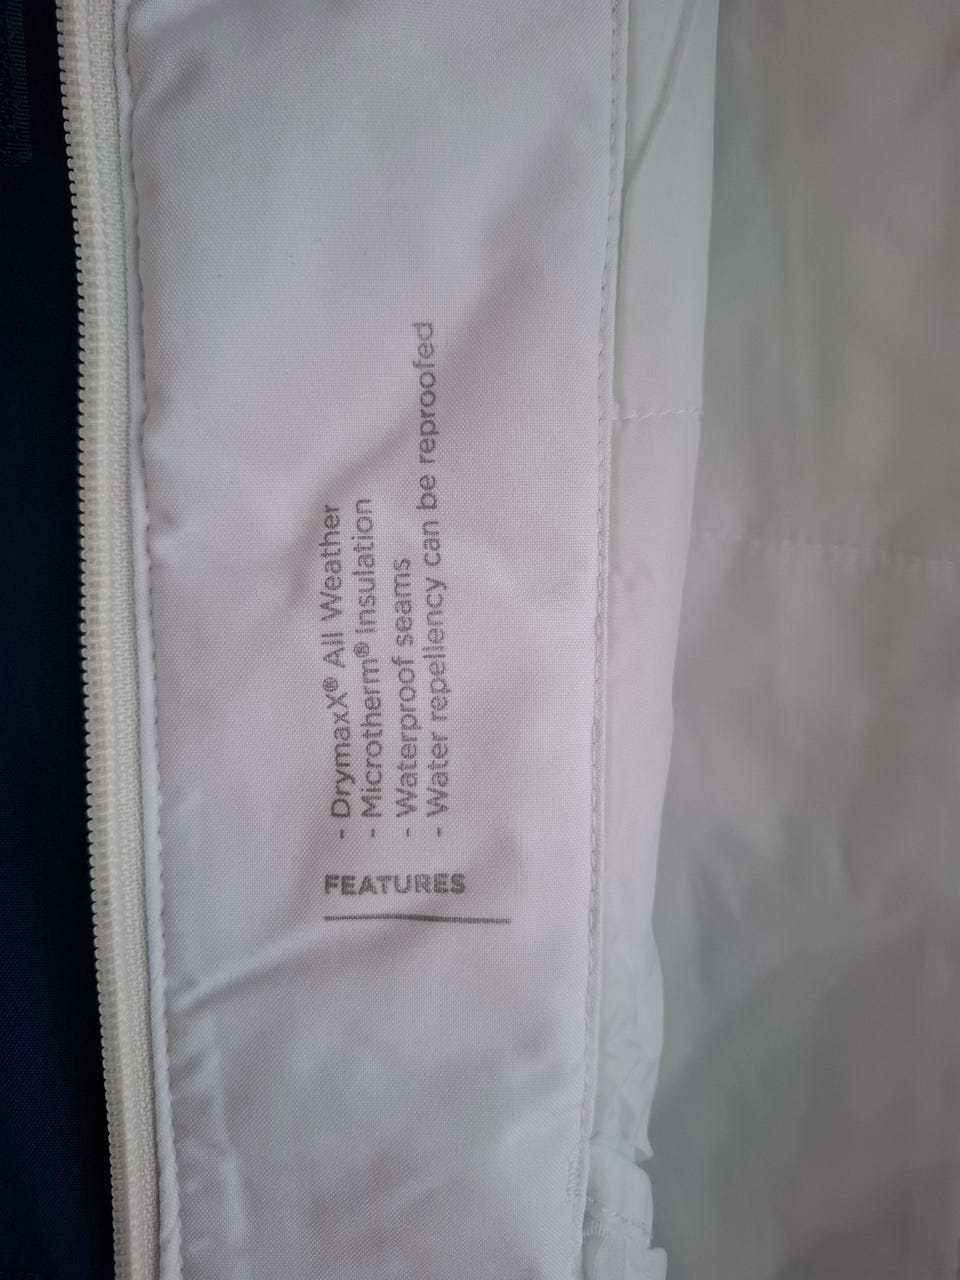 FEATURES
- DrymaxX® All Weather
- Microtherm® Insulation
- Waterproof seams
- Water repellency can be reproofed